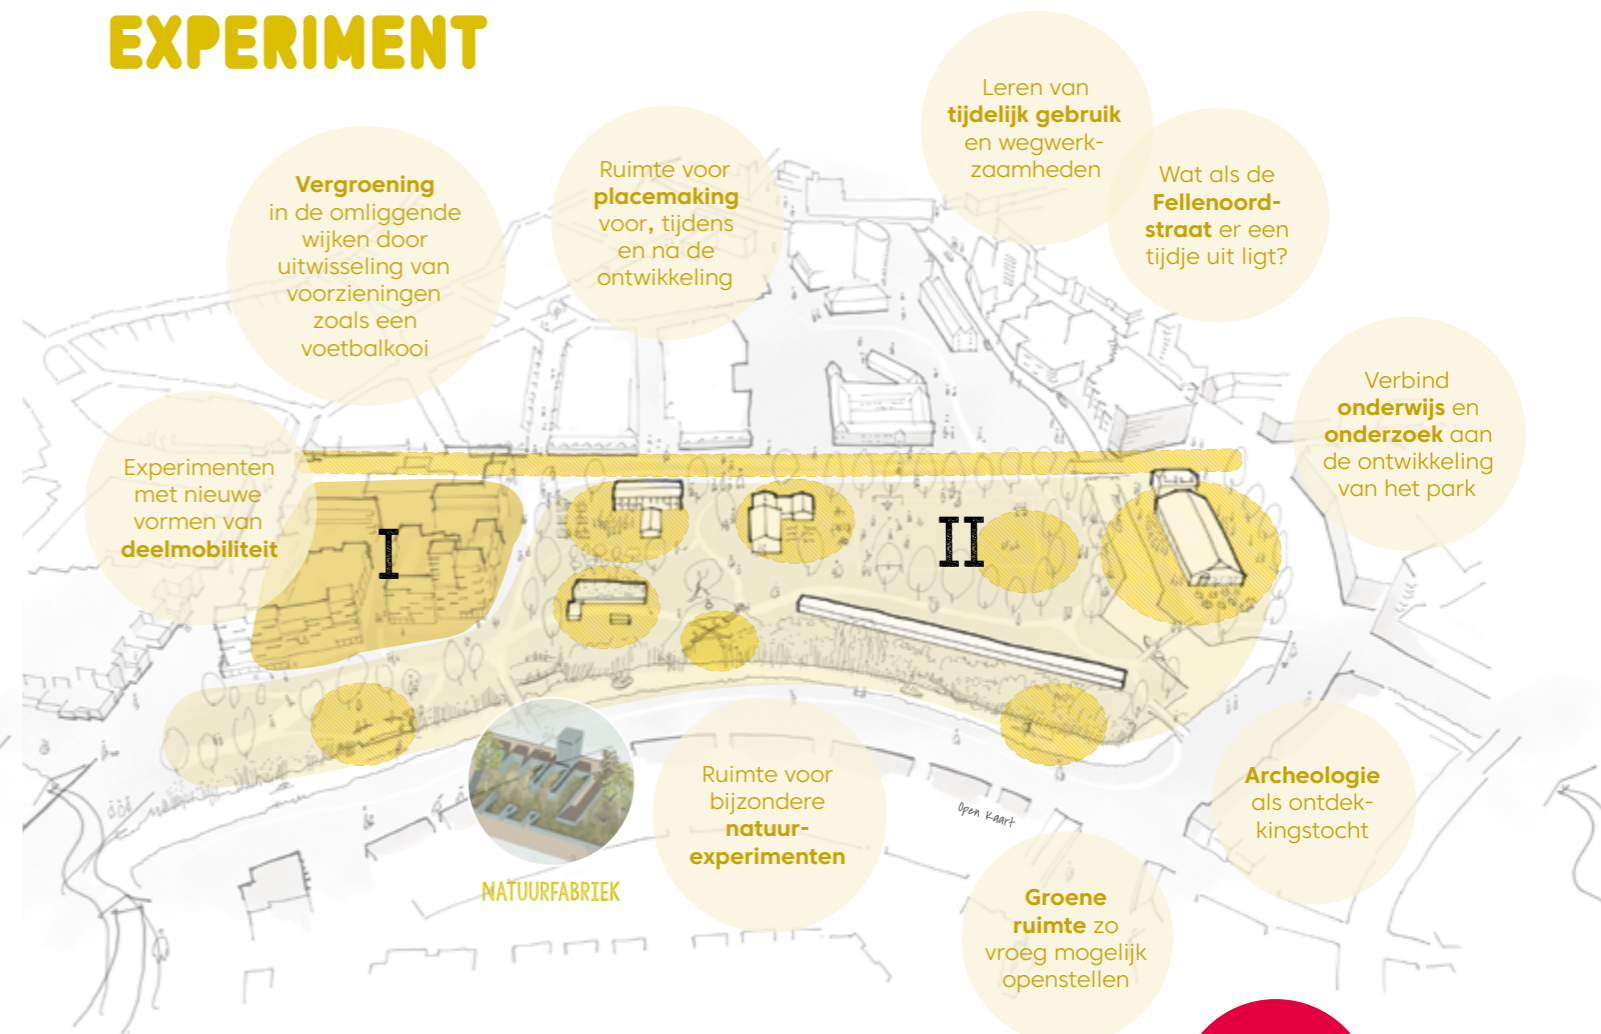 EXPERIMENT
Leren van
tijdelijk gebruik
en wegwerk-
zaamheden
Wat als de
Fellenoord-
straat er een
tijdje uit ligt?
Ruimte voor
placemaking
voor, tijdens
en na de
ontwikkeling
Vergroening
in de omliggende
wijken door
uitwisseling van
voorzieningen
zoals een
voetbalkooi
Verbind
onderwijs en
onderzoek aan
de ontwikkeling
van het park
Experimenten
met nieuwe
vormen van
deelmobiliteit
I
II
NATUURFABRIEK
Ruimte voor
bijzondere
natuur-
experimenten
Open Kaart
Archeologie
als ontdek-
kingstocht
Groene
ruimte zo
vroeg mogelijk
openstellen